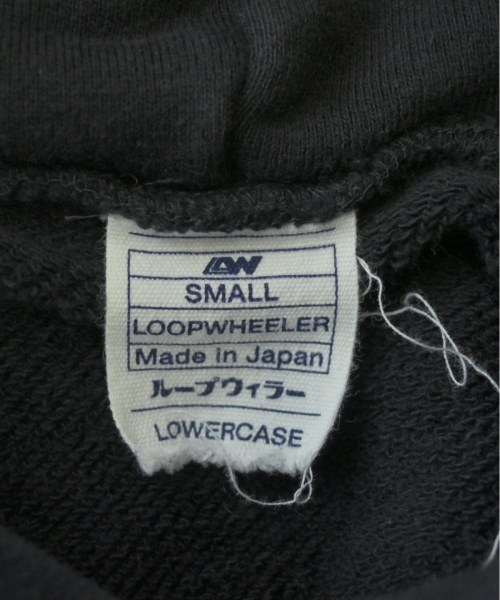 LW
SMALL
LOOPWHEELER
Made in Japan
ループウィラー
LOWERCASE